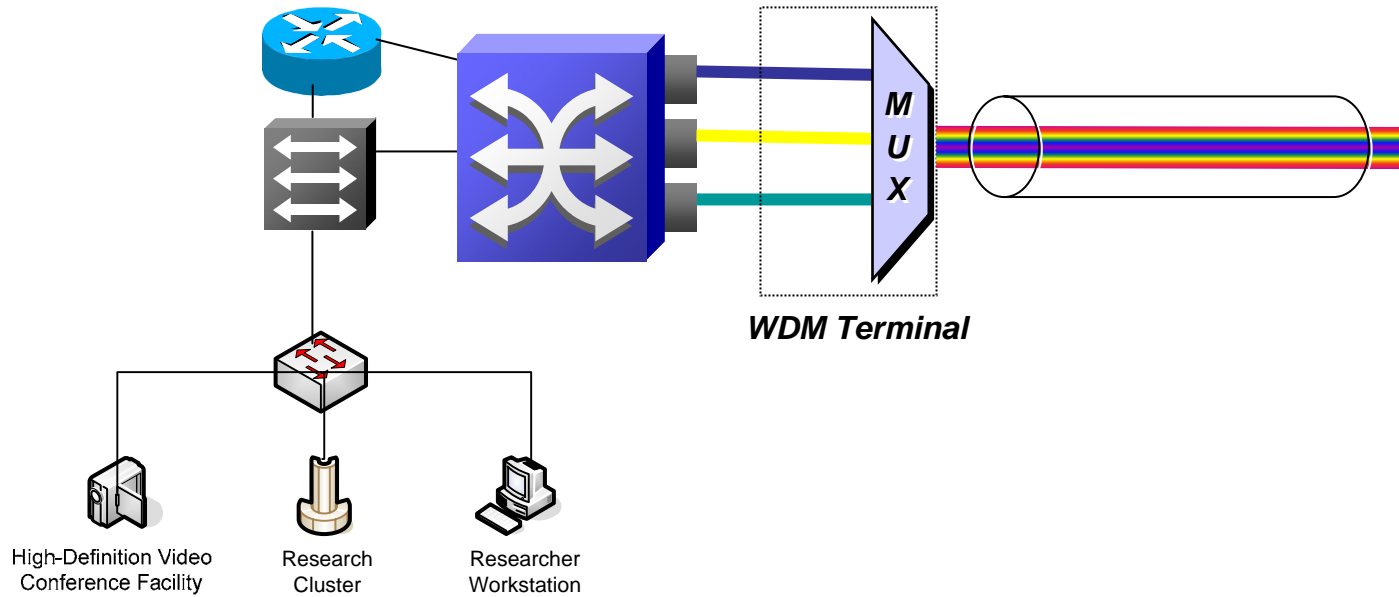 M
U
X
WDM Terminal
High-Definition Video
Conference Facility
Research
Cluster
Researcher
Workstation